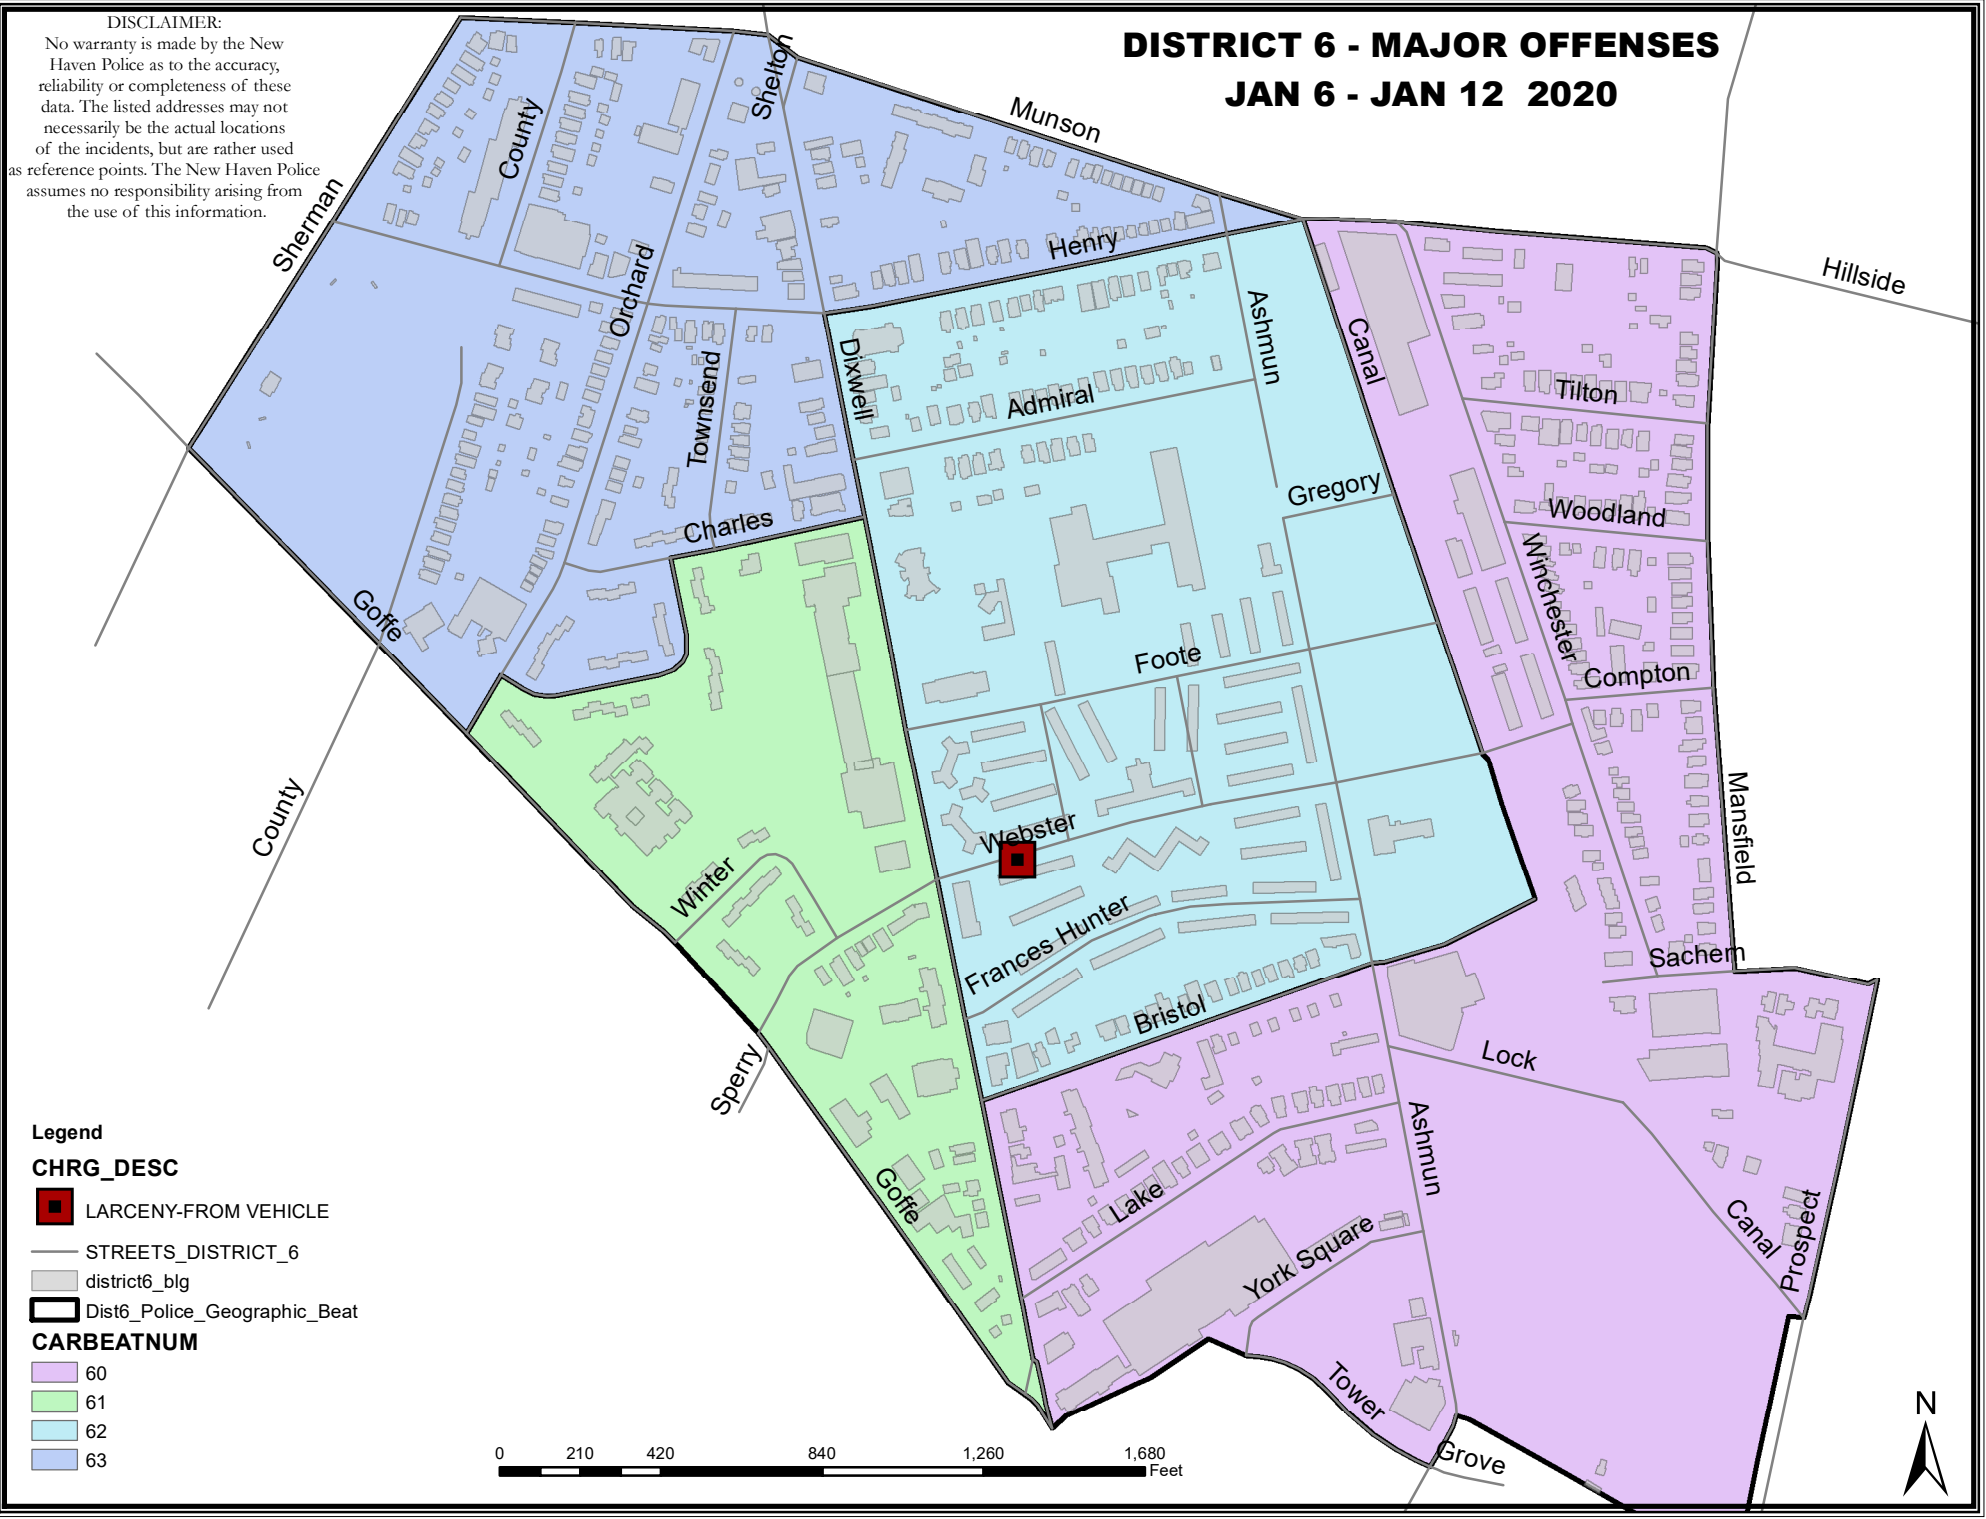 DISCLAIMER:
No warranty is made by the New
Haven Police as to the accuracy,
reliability or completeness of these
data. The listed addresses may not
necessarily be the actual locations
of the incidents, but are rather used
as reference points. The New Haven Police
assumes no responsibility arising from
the use of this information.
DISTRICT 6 - MAJOR OFFENSES
JAN 6 - JAN 12 2020
Shelton
Munson
County
Sherman
Henry
Orchard
Hillside
Ashmun
Canal
Dixwell
Townsend
Admiral
Tilton
Gregory
Woodland
Charles
Winchester
Goffe
Foote
Compton
County
Webster
Mansfield
Winter
Frances Hunter
Sachem
Bristol
Sperry
Lock
Ashmun
Goffe
Lake
Canal
Prospect
York Square
Tower
Grove
Legend
CHRG_DESC
LARCENY-FROM VEHICLE
STREETS_DISTRICT_6
district6_blg
Dist6_Police_Geographic_Beat
CARBEATNUM
60
61
62
63
0 210 420 840 1,260 1,680
Feet
N